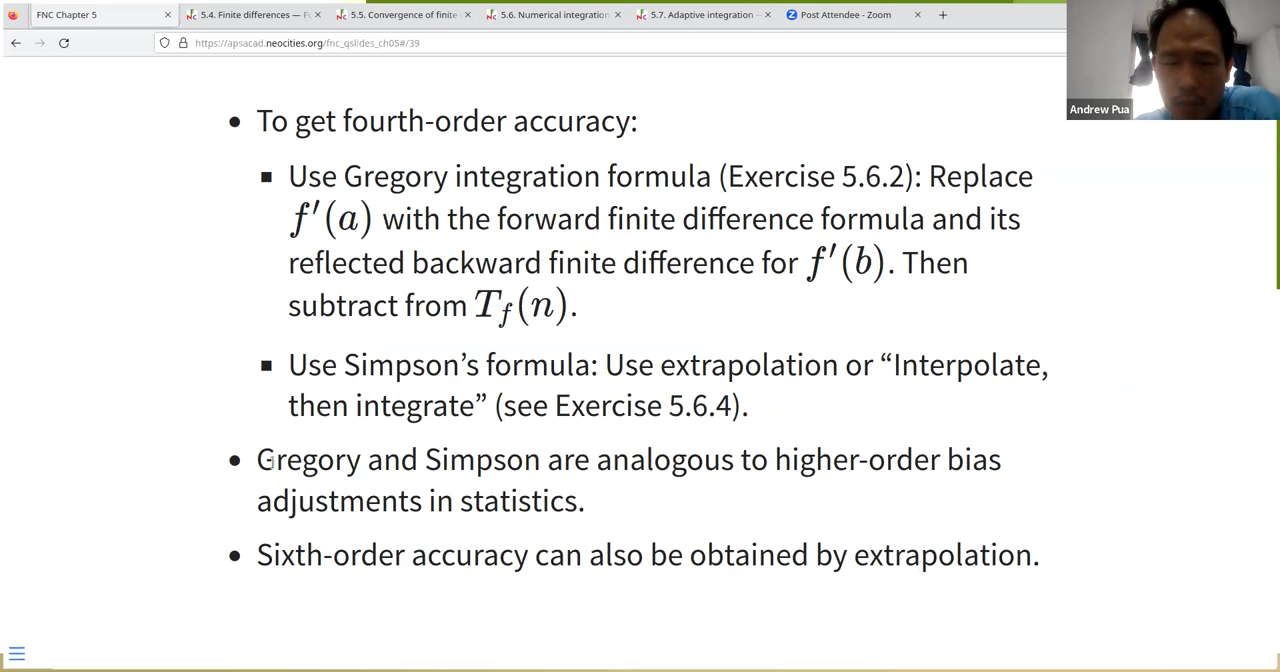 FNC Chapter 5
5.4. Finite differences —
5.5. Convergence of finite
5.6. Numerical integration
5.7. Adaptive integration
Post Attendee - Zoom
https://apsacad.neocities.org/fnc_qslides_ch05#/39
Andrew Pua
• To get fourth-order accuracy:
▪ Use Gregory integration formula (Exercise 5.6.2): Replace
f′(a) with the forward finite difference formula and its
reflected backward finite difference for f′(b). Then
subtract from T_f(n).
▪ Use Simpson’s formula: Use extrapolation or “Interpolate,
then integrate” (see Exercise 5.6.4).
• Gregory and Simpson are analogous to higher-order bias
adjustments in statistics.
• Sixth-order accuracy can also be obtained by extrapolation.